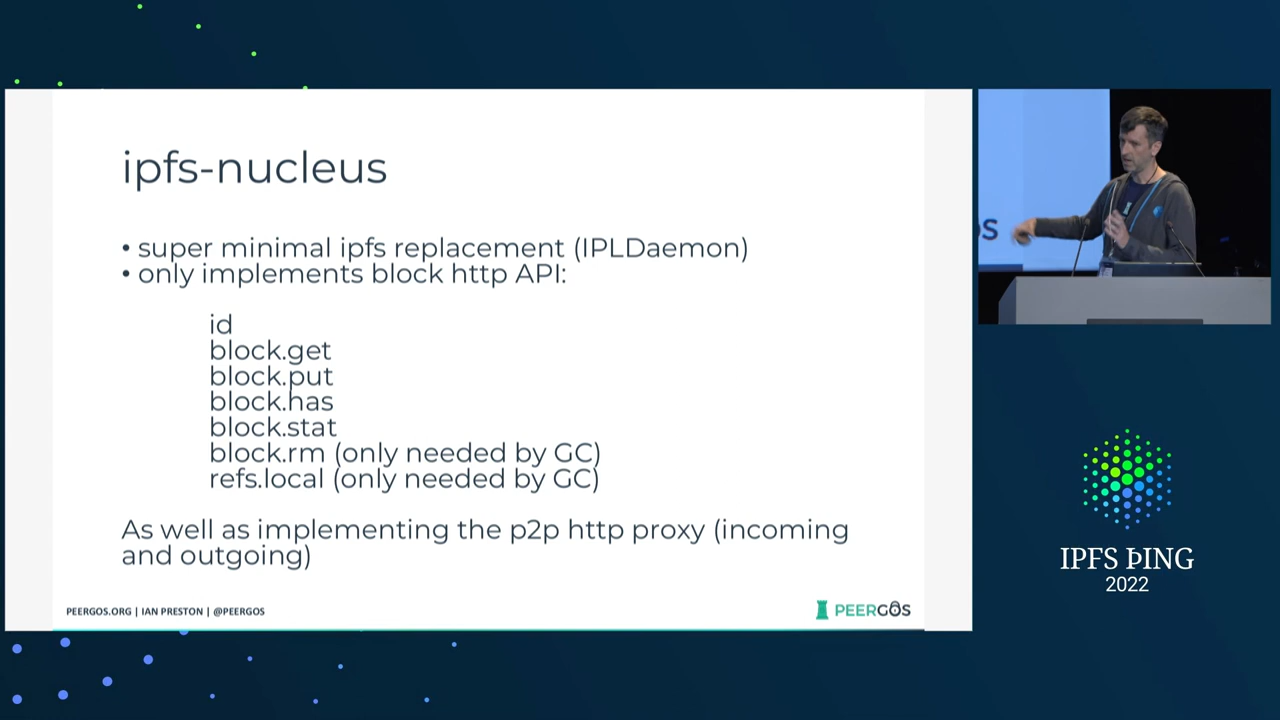 ipfs-nucleus
• super minimal ipfs replacement (IPLDaemon)
• only implements block http API:
id
block.get
block.put
block.has
block.stat
block.rm (only needed by GC)
refs.local (only needed by GC)
As well as implementing the p2p http proxy (incoming
and outgoing)
PEERGOS.ORG | IAN PRESTON | @PEERGOS
PEERGOS
OS
IPFS ÞING
2022